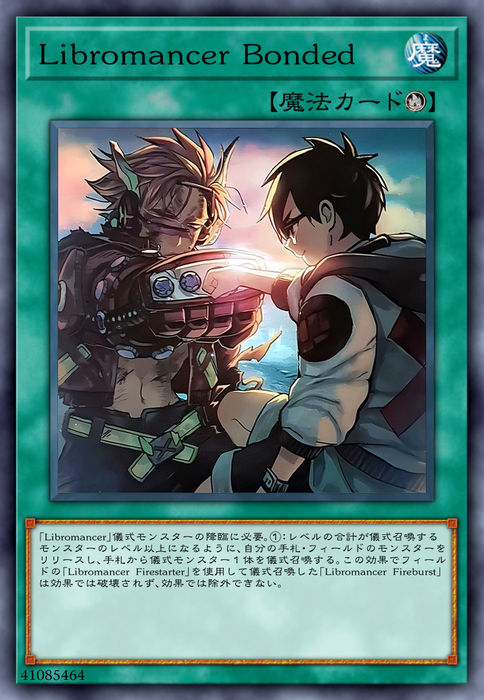 Libromancer Bonded
魔
【魔法カード】
「Libromancer」儀式モンスターの降臨に必要。①:レベルの合計が儀式召喚する
モンスターのレベル以上になるように、自分の手札・フィールドのモンスターを
リリースし、手札から儀式モンスター1体を儀式召喚する。この効果でフィール
ドの「Libromancer Firestarter」を使用して儀式召喚した「Libromancer Fireburst」
は効果では破壊されず、効果では除外できない。
41085464